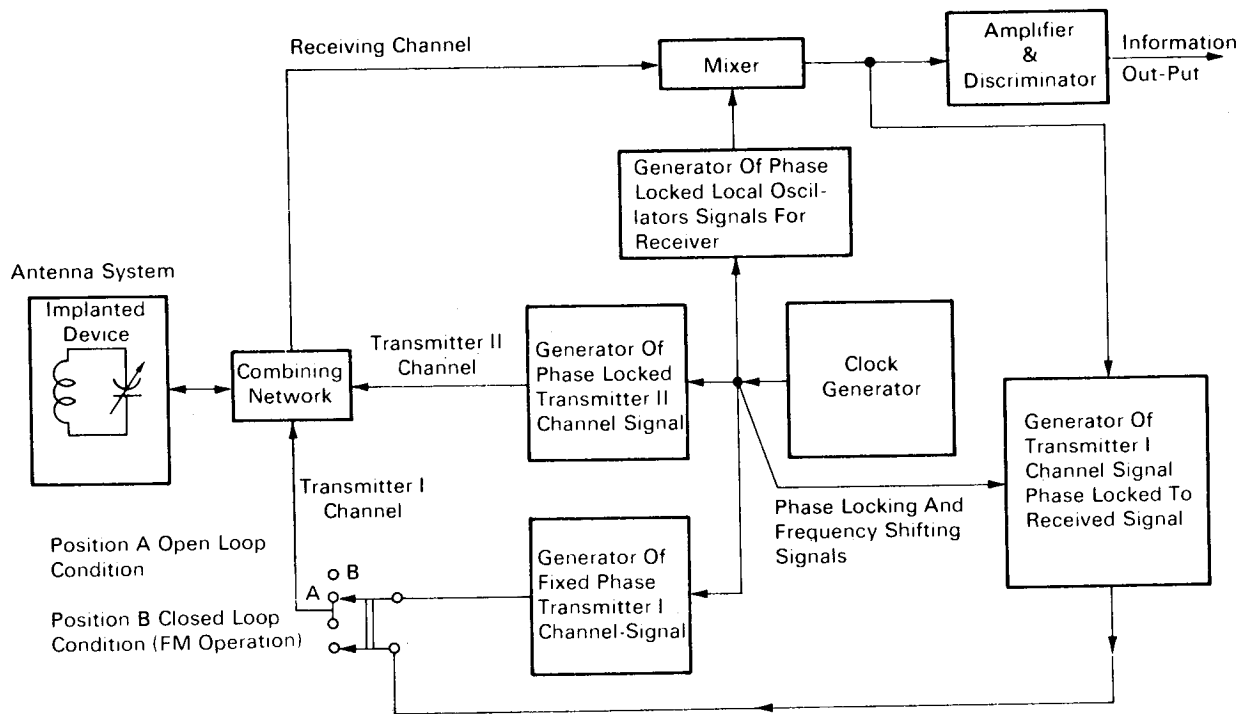 Receiving Channel
Mixer
Amplifier
&
Discriminator
Information
Out-Put
Generator Of Phase
Locked Local Oscil-
lators Signals For
Receiver
Antenna System
Implanted
Device
Combining
Network
Transmitter II
Channel
Generator Of
Phase Locked
Transmitter II
Channel Signal
Clock
Generator
Generator Of
Transmitter I
Channel Signal
Phase Locked To
Received Signal
Transmitter I
Channel
Phase Locking And
Frequency Shifting
Signals
Position A Open Loop
Condition
Position B Closed Loop
Condition (FM Operation)
B
A
Generator Of
Fixed Phase
Transmitter I
Channel-Signal